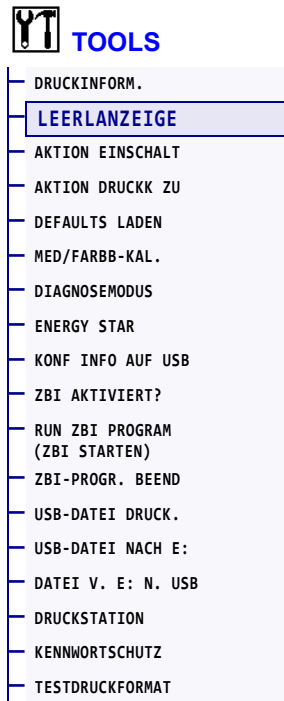 TOOLS
DRUCKINFORM.
LEERLANZEIGE
AKTION EINSCHALT
AKTION DRUCKK ZU
DEFAULTS LADEN
MED/FARBB-KAL.
DIAGNOSEMODUS
ENERGY STAR
KONF INFO AUF USB
ZBI AKTIVIERT?
RUN ZBI PROGRAM
(ZBI STARTEN)
ZBI-PROGR. BEEND
USB-DATEI DRUCK.
USB-DATEI NACH E:
DATEI V. E: N. USB
DRUCKSTATION
KENNWORTSCHUTZ
TESTDRUCKFORMAT